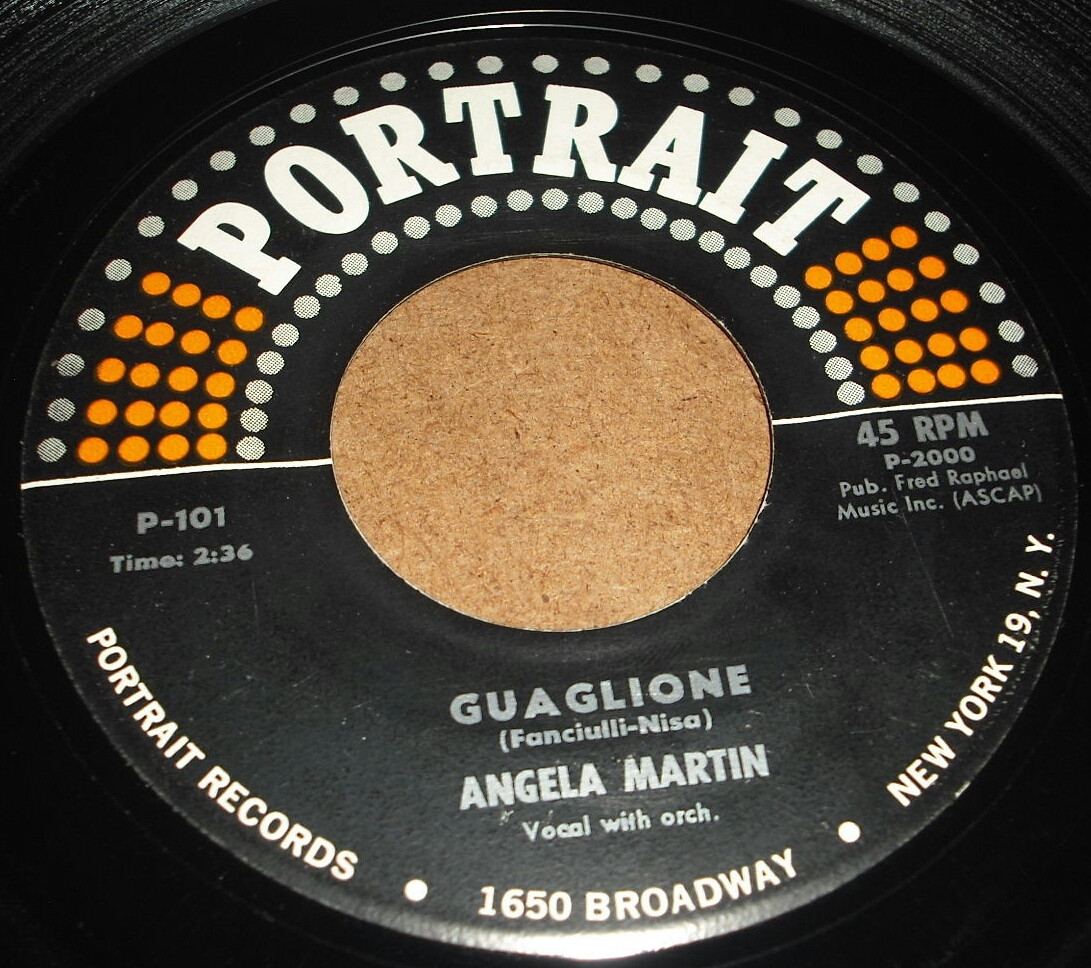 PORTRAIT
45 RPM
P-2000
Pub. Fred Raphael
Music Inc. (ASCAP)
P-101
Time: 2:36
GUAGLIONE
(Fanciulli-Nisa)
ANGELA MARTIN
Vocal with orch.
PORTRAIT RECORDS • 1650 BROADWAY • NEW YORK 19, N. Y.